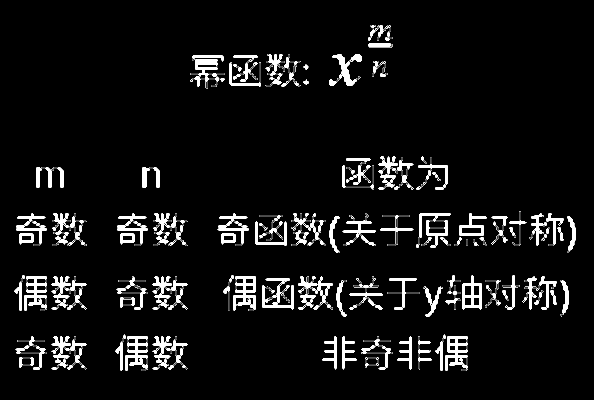 幂函数: x^{m/n}
m n 函数为
奇数 奇数 奇函数(关于原点对称)
偶数 奇数 偶函数(关于y轴对称)
奇数 偶数 非奇非偶